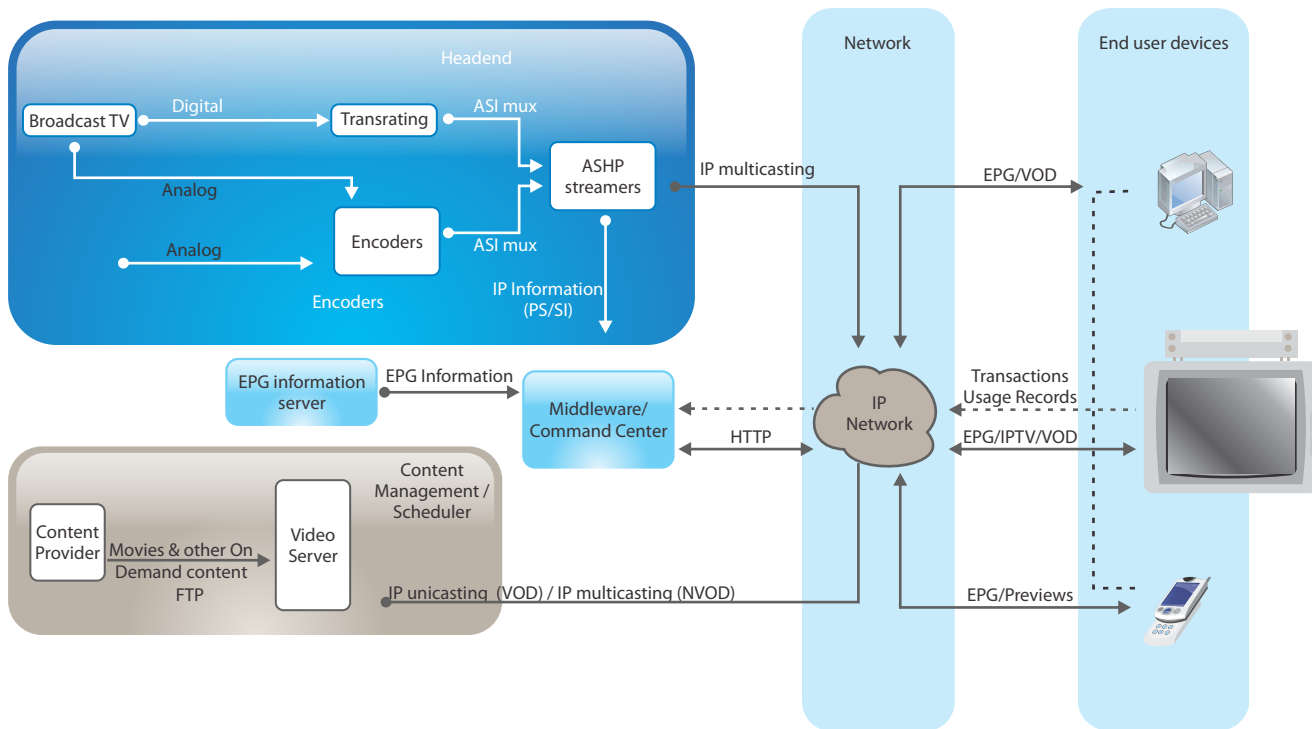 Headend
Network
End user devices
Broadcast TV
Digital
Transrating
ASI mux
ASHP
streamers
IP multicasting
EPG/VOD
Analog
Encoders
ASI mux
Analog
Encoders
IP Information
(PS/SI)
EPG information
server
EPG Information
Middleware/
Command Center
HTTP
IP
Network
Transactions
Usage Records
EPG/IPTV/VOD
Content
Management /
Scheduler
Content
Provider
Movies & other On
Demand content
FTP
Video
Server
IP unicasting (VOD) / IP multicasting (NVOD)
EPG/Previews